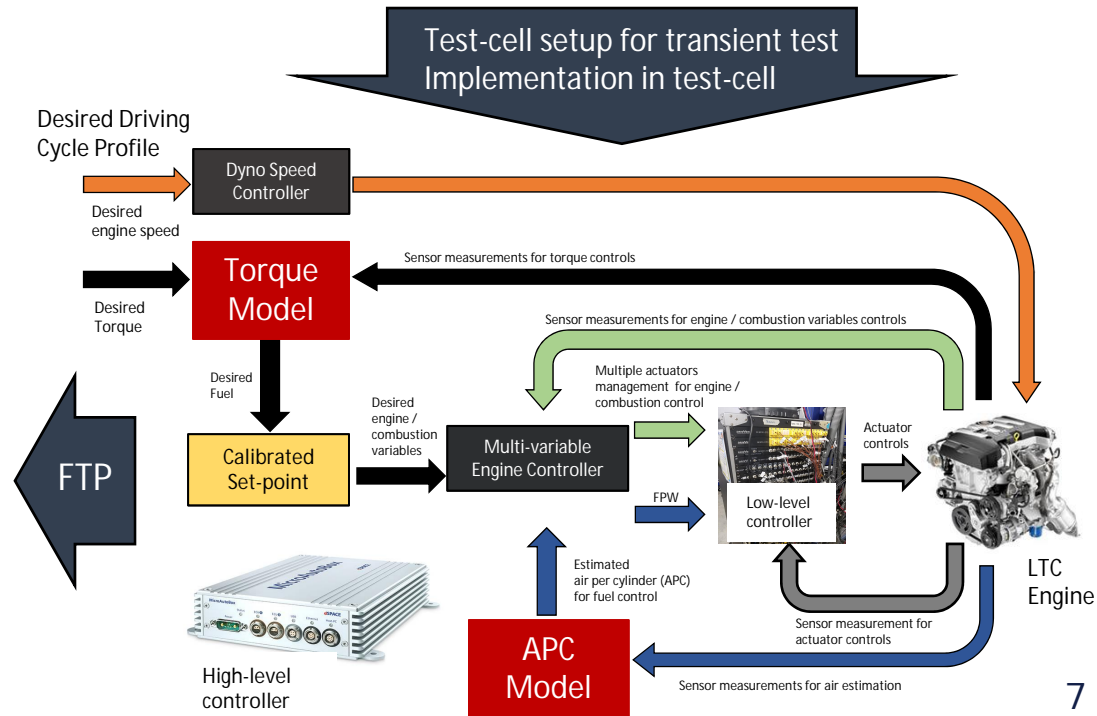 Test-cell setup for transient test
Implementation in test-cell
Desired Driving
Cycle Profile
Dyno Speed
Controller
Desired
engine speed
Torque
Model
Sensor measurements for torque controls
Desired
Torque
Sensor measurements for engine / combustion variables controls
Desired
Fuel
Multiple actuators
management for engine /
combustion control
Desired
engine /
combustion
variables
FTP
Calibrated
Set-point
Multi-variable
Engine Controller
Actuator
controls
FPW
Low-level
controller
LTC
Engine
Estimated
air per cylinder (APC)
for fuel control
Sensor measurement for
actuator controls
MicroAutoBox
dSPACE
High-level
controller
APC
Model
Sensor measurements for air estimation
7